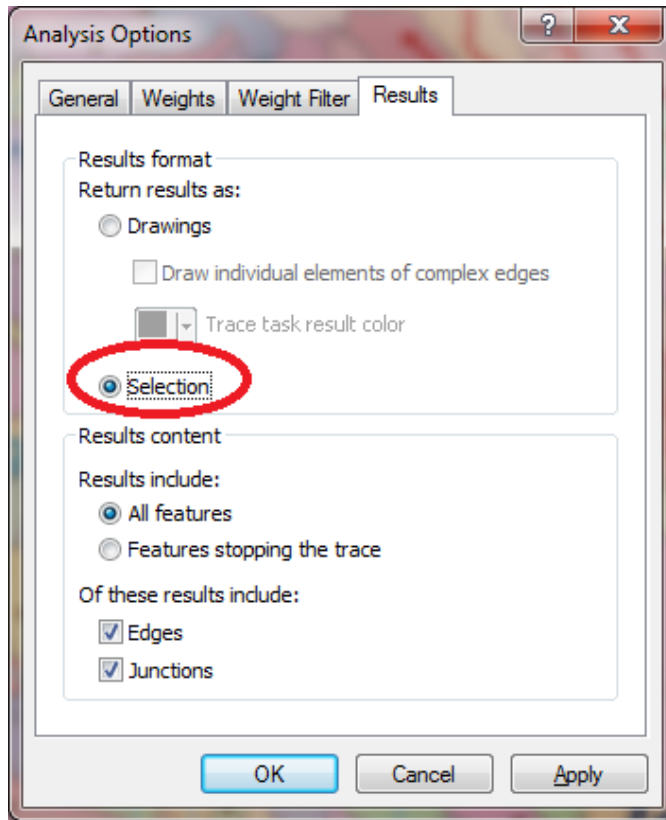 Analysis Options
?
X
General Weights Weight Filter Results
Results format
Return results as:
Drawings
Draw individual elements of complex edges
Trace task result color
Selection
Results content
Results include:
All features
Features stopping the trace
Of these results include:
Edges
Junctions
OK Cancel Apply